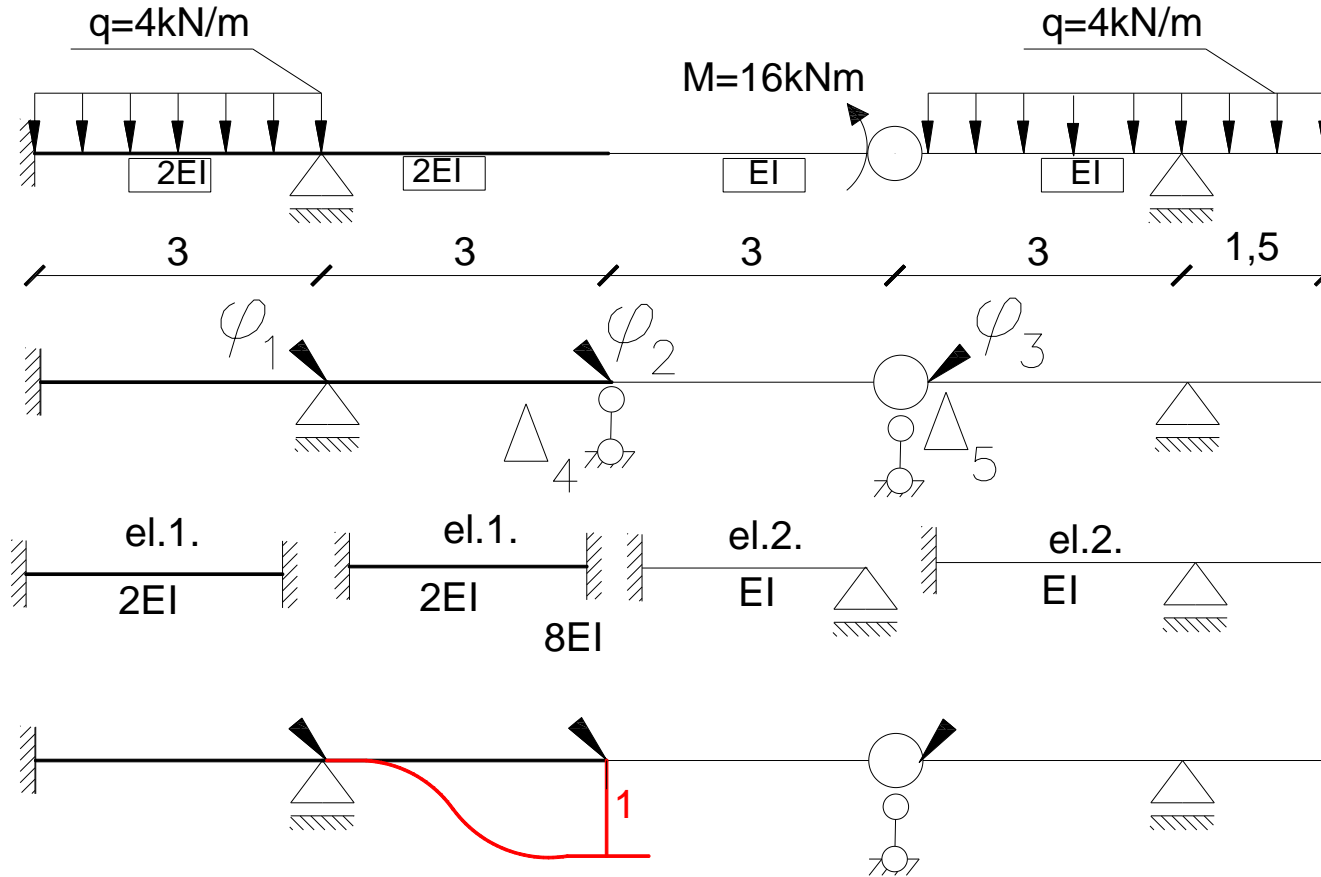 q=4kN/m q=4kN/m
M=16kNm
2EI 2EI EI EI
3 3 3 3 1,5
φ1 φ2 φ3
Δ4 Δ5
el.1. el.1. el.2. el.2.
2EI 2EI EI EI
8EI
1